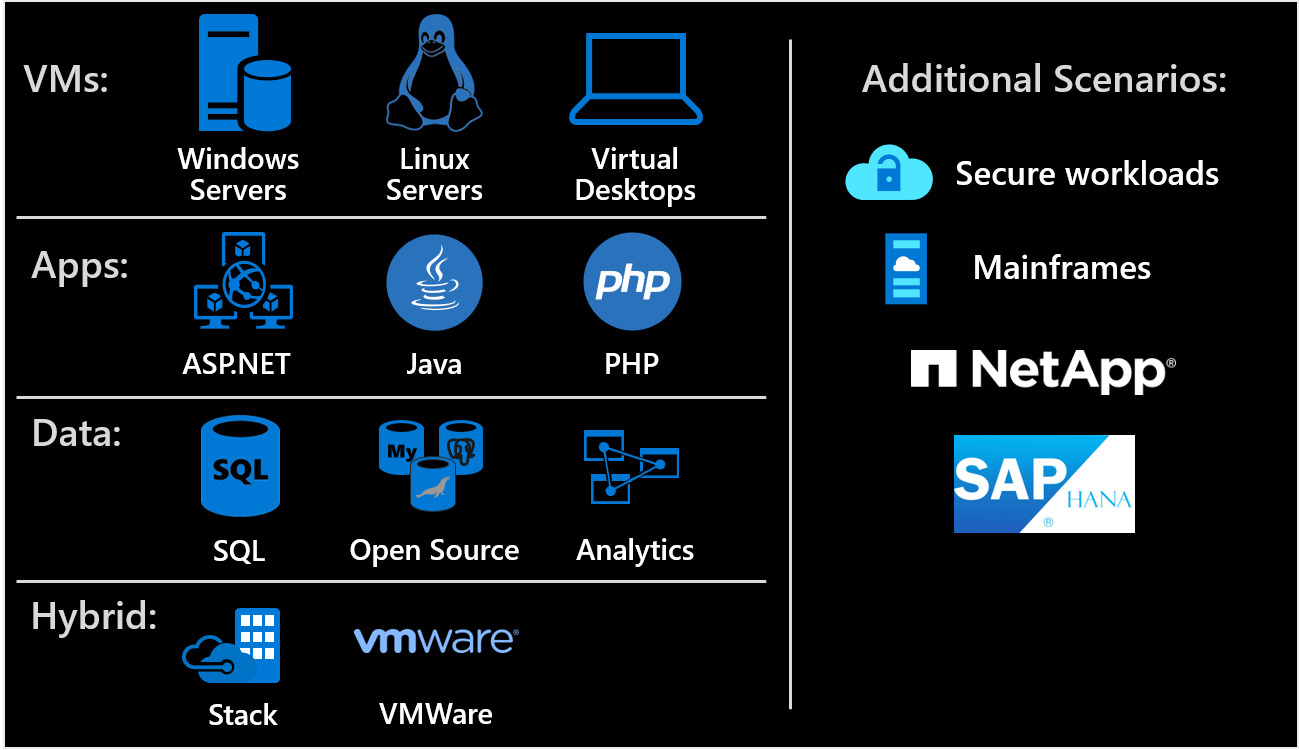 VMs:
Windows
Servers
Linux
Servers
Virtual
Desktops
Apps:
php
ASP.NET
Java
PHP
Data:
SQL
My
SQL
Open Source
Analytics
Hybrid:
vmware®
Stack
VMWare
Additional Scenarios:
Secure workloads
Mainframes
NetApp®
SAP
HANA
®